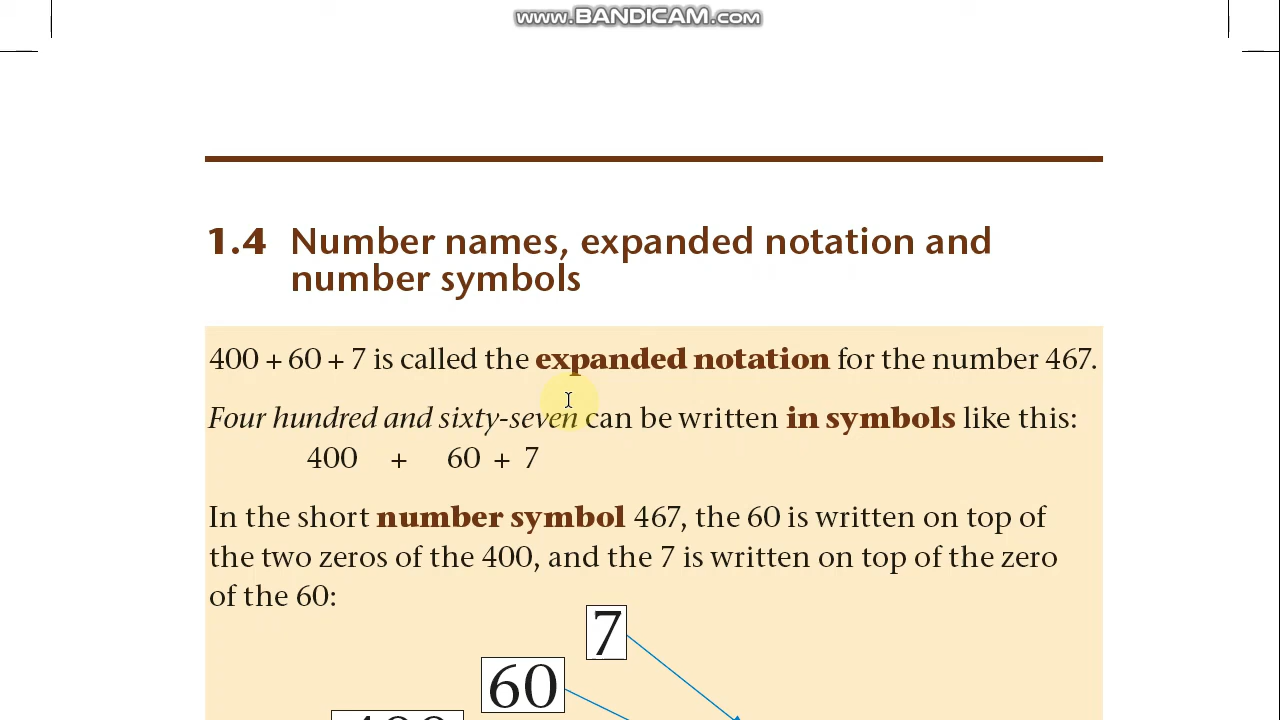 www.BANDICAM.com
1.4 Number names, expanded notation and
number symbols
400 + 60 + 7 is called the expanded notation for the number 467.
Four hundred and sixty-seven can be written in symbols like this:
400 + 60 + 7
In the short number symbol 467, the 60 is written on top of
the two zeros of the 400, and the 7 is written on top of the zero
of the 60:
7
60
400